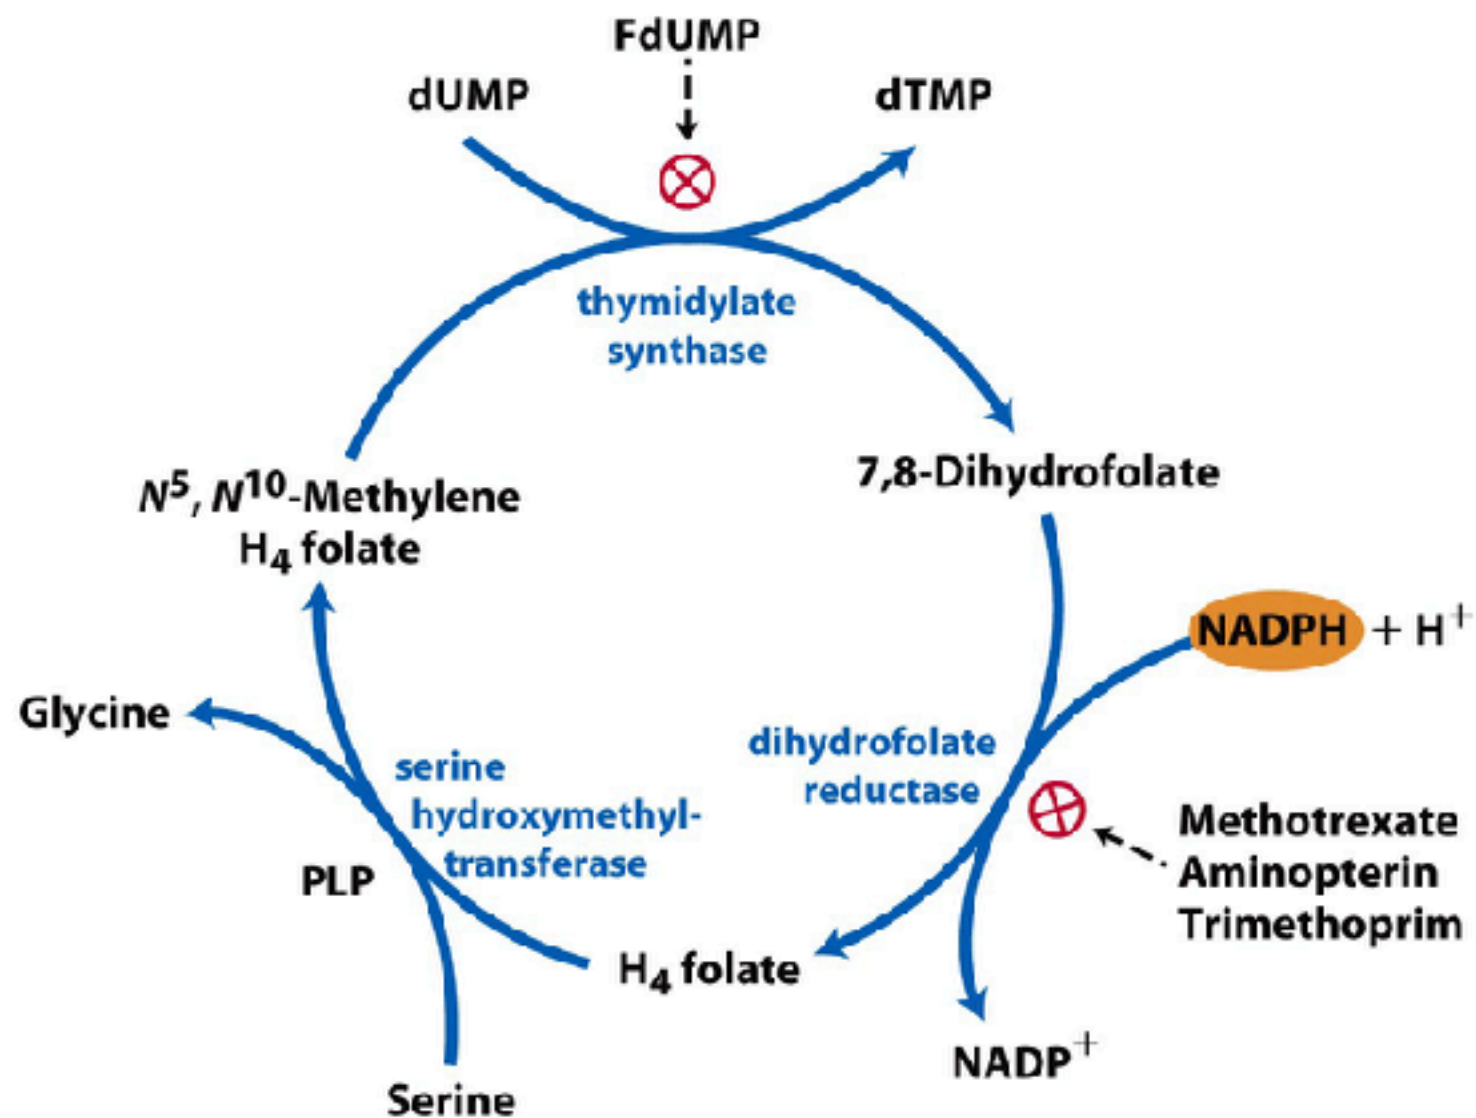 FdUMP
dUMP
dTMP
thymidylate
synthase
N⁵, N¹⁰-Methylene
H₄ folate
7,8-Dihydrofolate
NADPH + H⁺
Glycine
serine
hydroxymethyl-
transferase
PLP
dihydrofolate
reductase
Methotrexate
Aminopterin
Trimethoprim
H₄ folate
NADP⁺
Serine